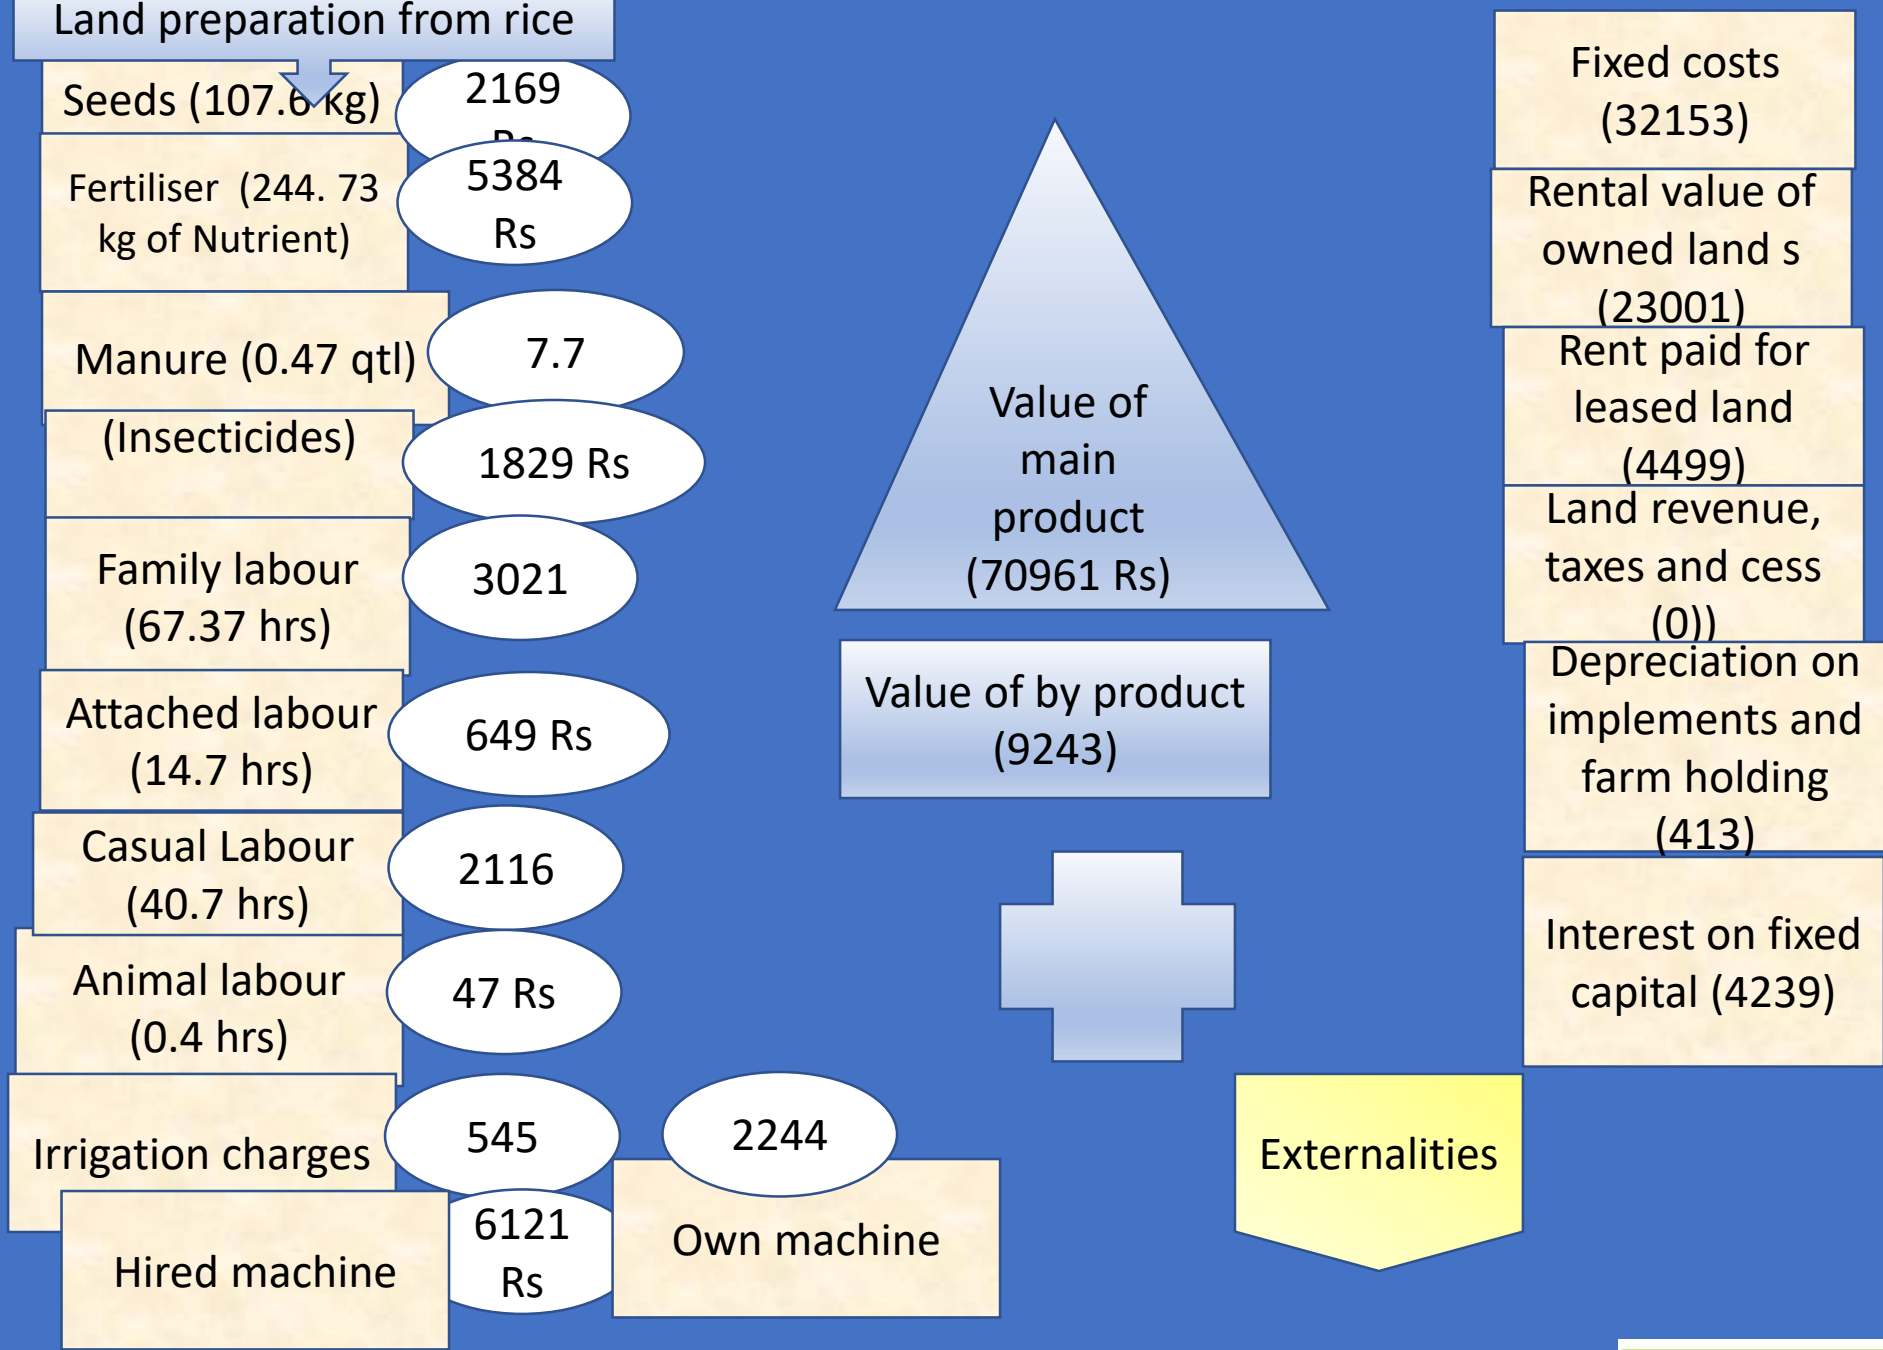 Land preparation from rice
Seeds (107.6 kg)
2169
Rs
Fertiliser (244. 73
kg of Nutrient)
5384
Rs
Manure (0.47 qtl)
7.7
(Insecticides)
1829 Rs
Family labour
(67.37 hrs)
3021
Attached labour
(14.7 hrs)
649 Rs
Casual Labour
(40.7 hrs)
2116
Animal labour
(0.4 hrs)
47 Rs
Irrigation charges
545
Hired machine
6121
Rs
2244
Own machine
Value of
main
product
(70961 Rs)
Value of by product
(9243)
Externalities
Fixed costs
(32153)
Rental value of
owned land s
(23001)
Rent paid for
leased land
(4499)
Land revenue,
taxes and cess
(0))
Depreciation on
implements and
farm holding
(413)
Interest on fixed
capital (4239)